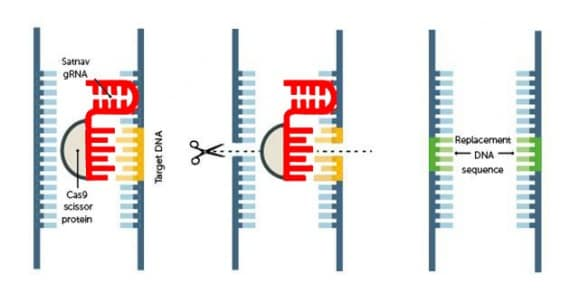 Satnav
gRNA
Cas9
scissor
protein
Target DNA
Replacement
DNA
sequence